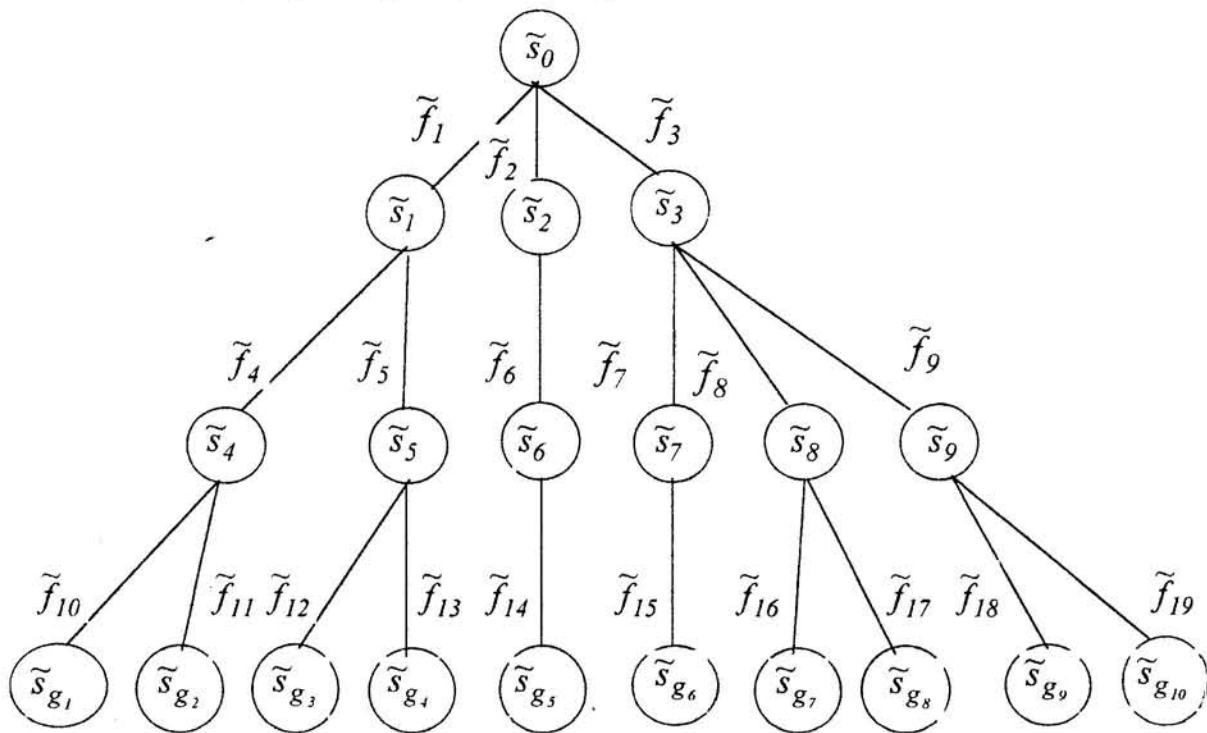 s̃₀
f̃₁ f̃₂ f̃₃
s̃₁ s̃₂ s̃₃
f̃₄ f̃₅ f̃₆ f̃₇ f̃₈ f̃₉
s̃₄ s̃₅ s̃₆ s̃₇ s̃₈ s̃₉
f̃₁₀ f̃₁₁ f̃₁₂ f̃₁₃ f̃₁₄ f̃₁₅ f̃₁₆ f̃₁₇ f̃₁₈ f̃₁₉
s̃g₁ s̃g₂ s̃g₃ s̃g₄ s̃g₅ s̃g₆ s̃g₇ s̃g₈ s̃g₉ s̃g₁₀